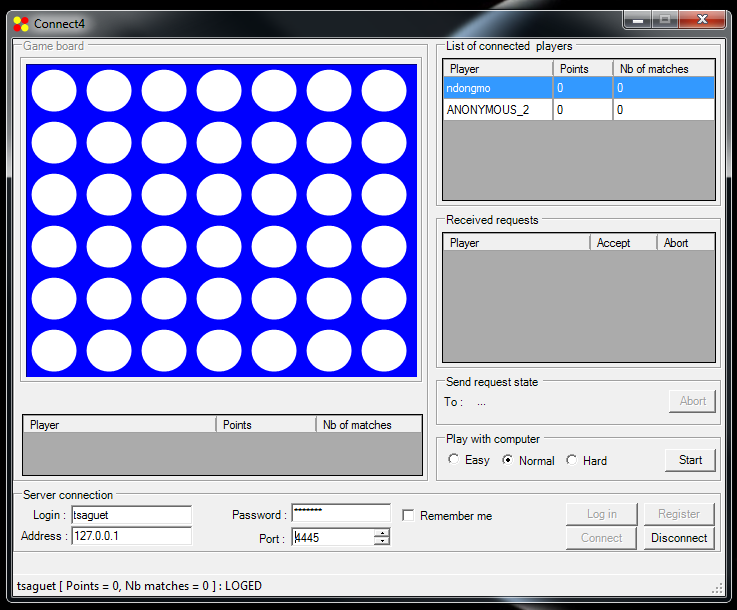 Connect4
Game board
List of connected players
Player Points Nb of matches
ndongmo 0 0
ANONYMOUS_2 0 0
Received requests
Player Accept Abort
Send request state
To : ... Abort
Player Points Nb of matches
Play with computer
Easy Normal Hard Start
Server connection
Login : tsaguet Password : ******* Remember me Log in Register
Address : 127.0.0.1 Port : 4445 Connect Disconnect
tsaguet [ Points = 0, Nb matches = 0 ] : LOGED